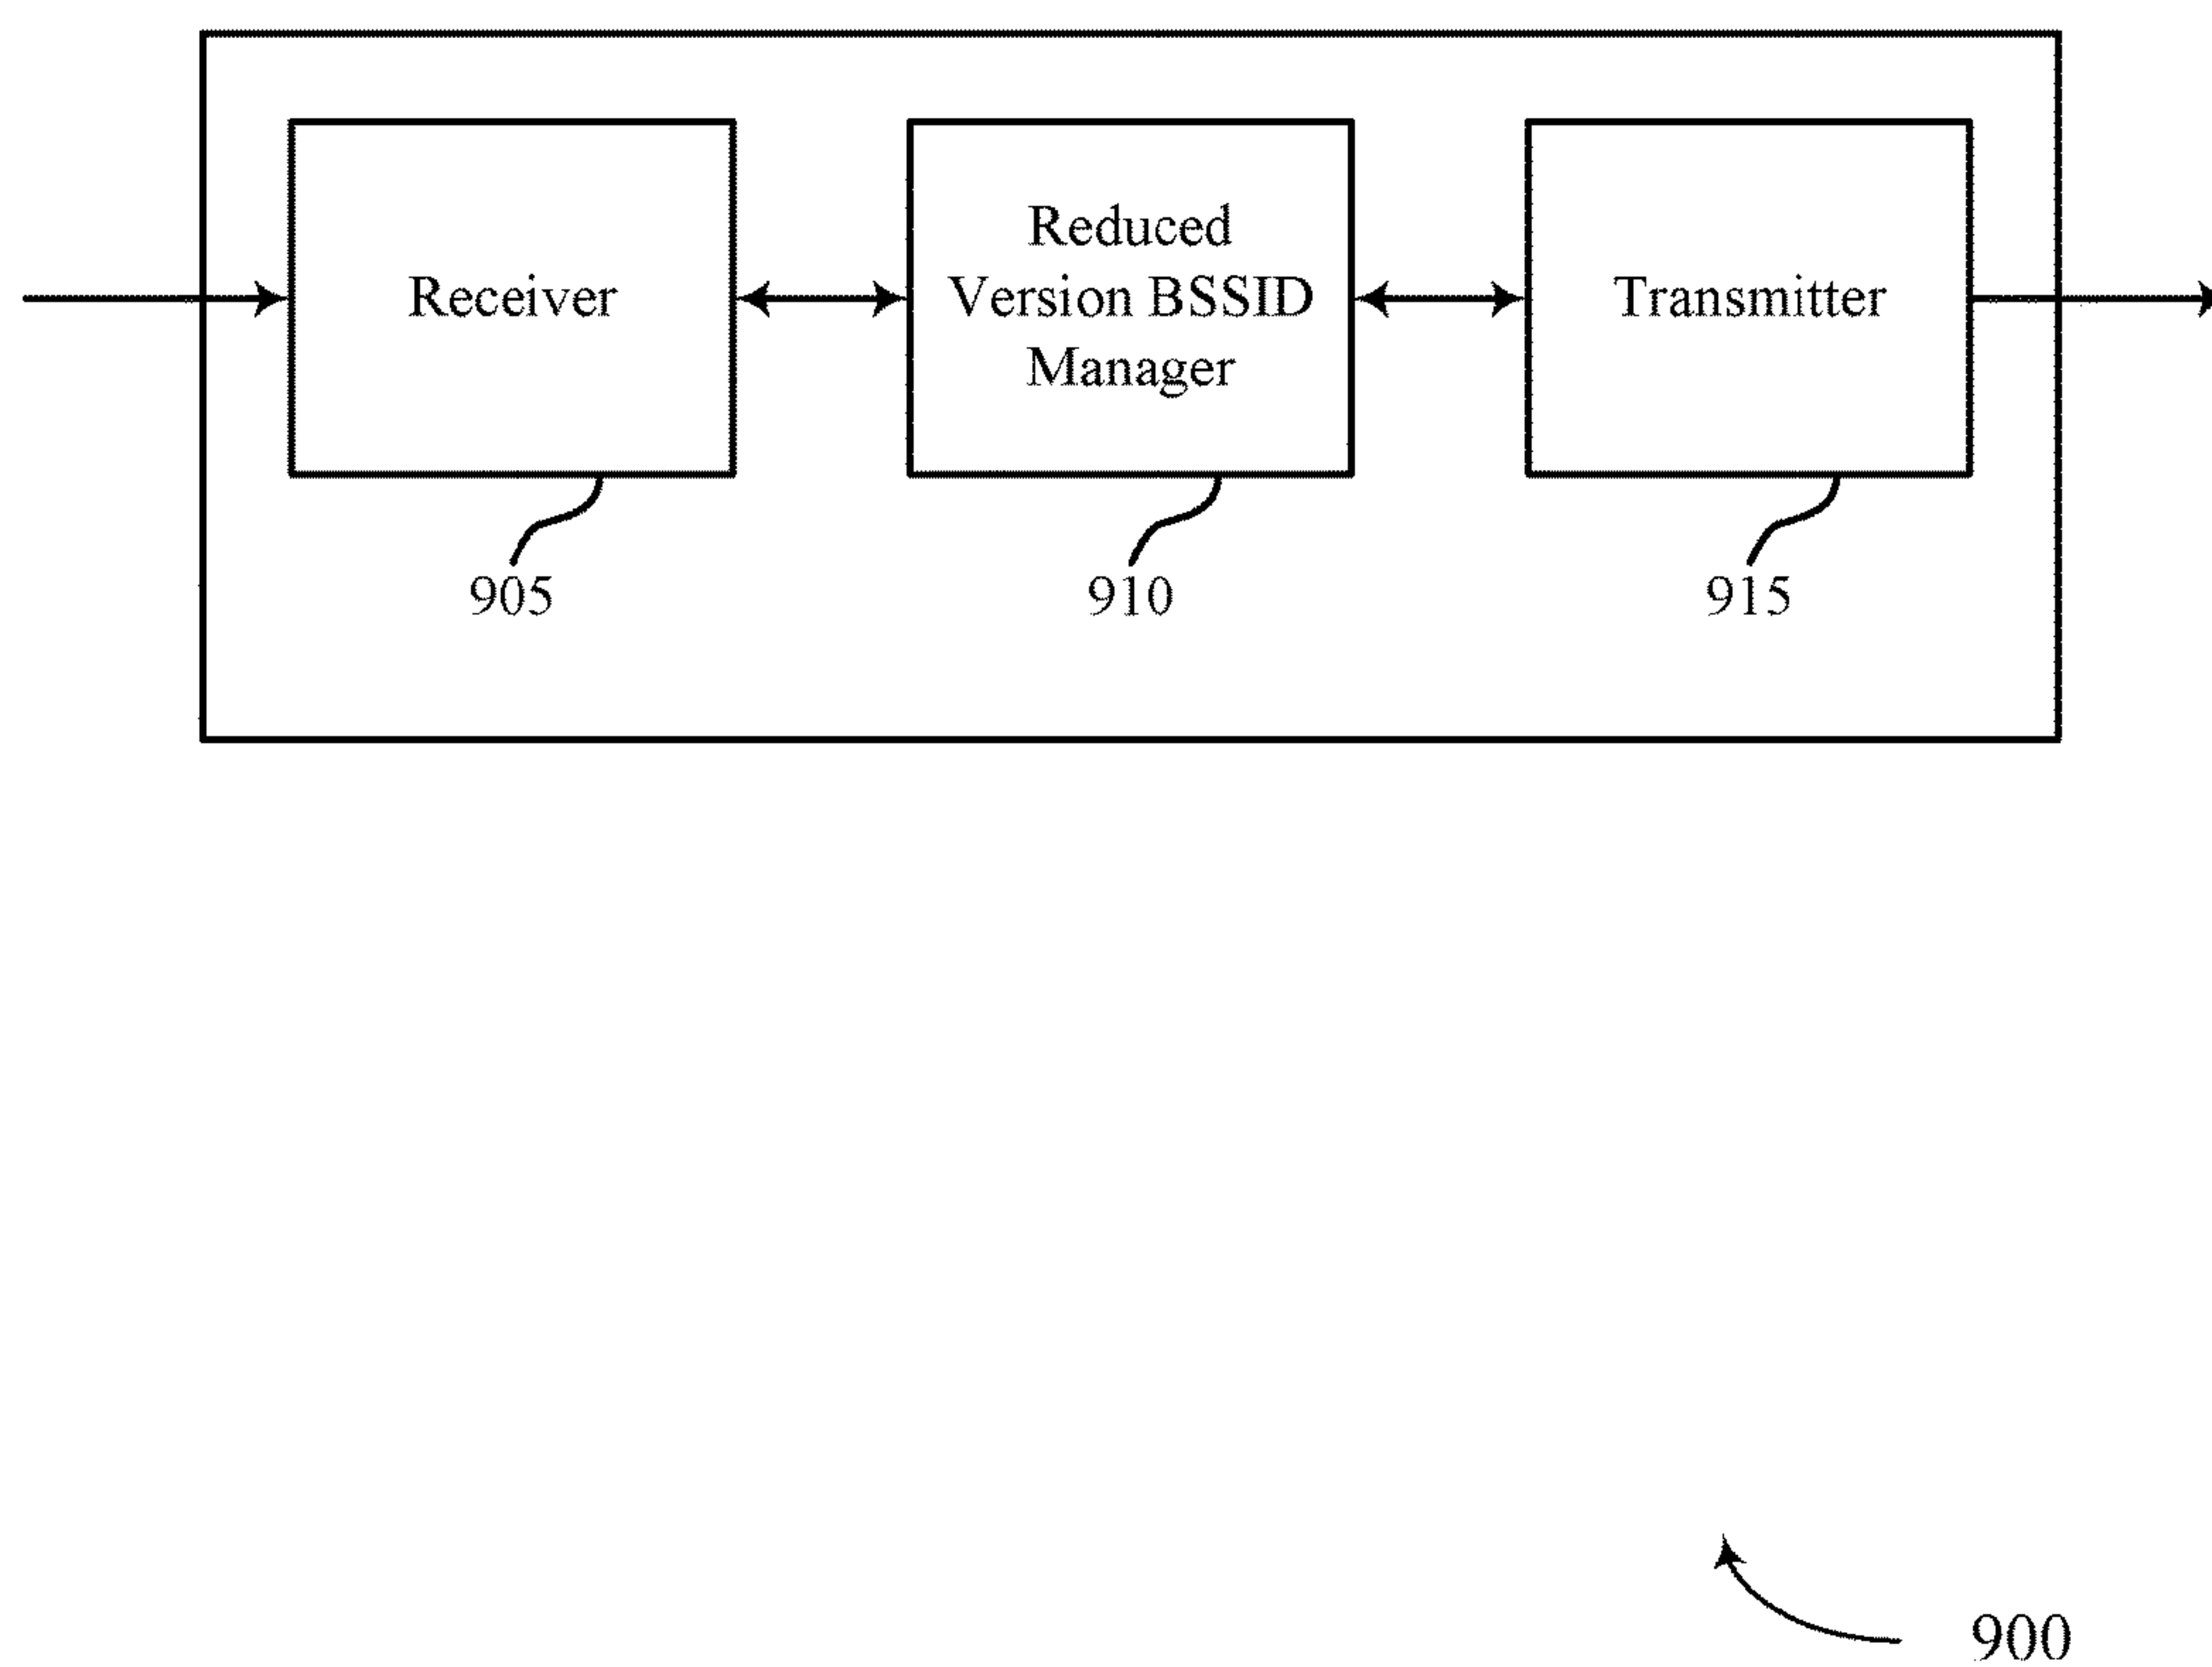 Receiver
Reduced
Version BSSID
Manager
Transmitter
905
910
915
900